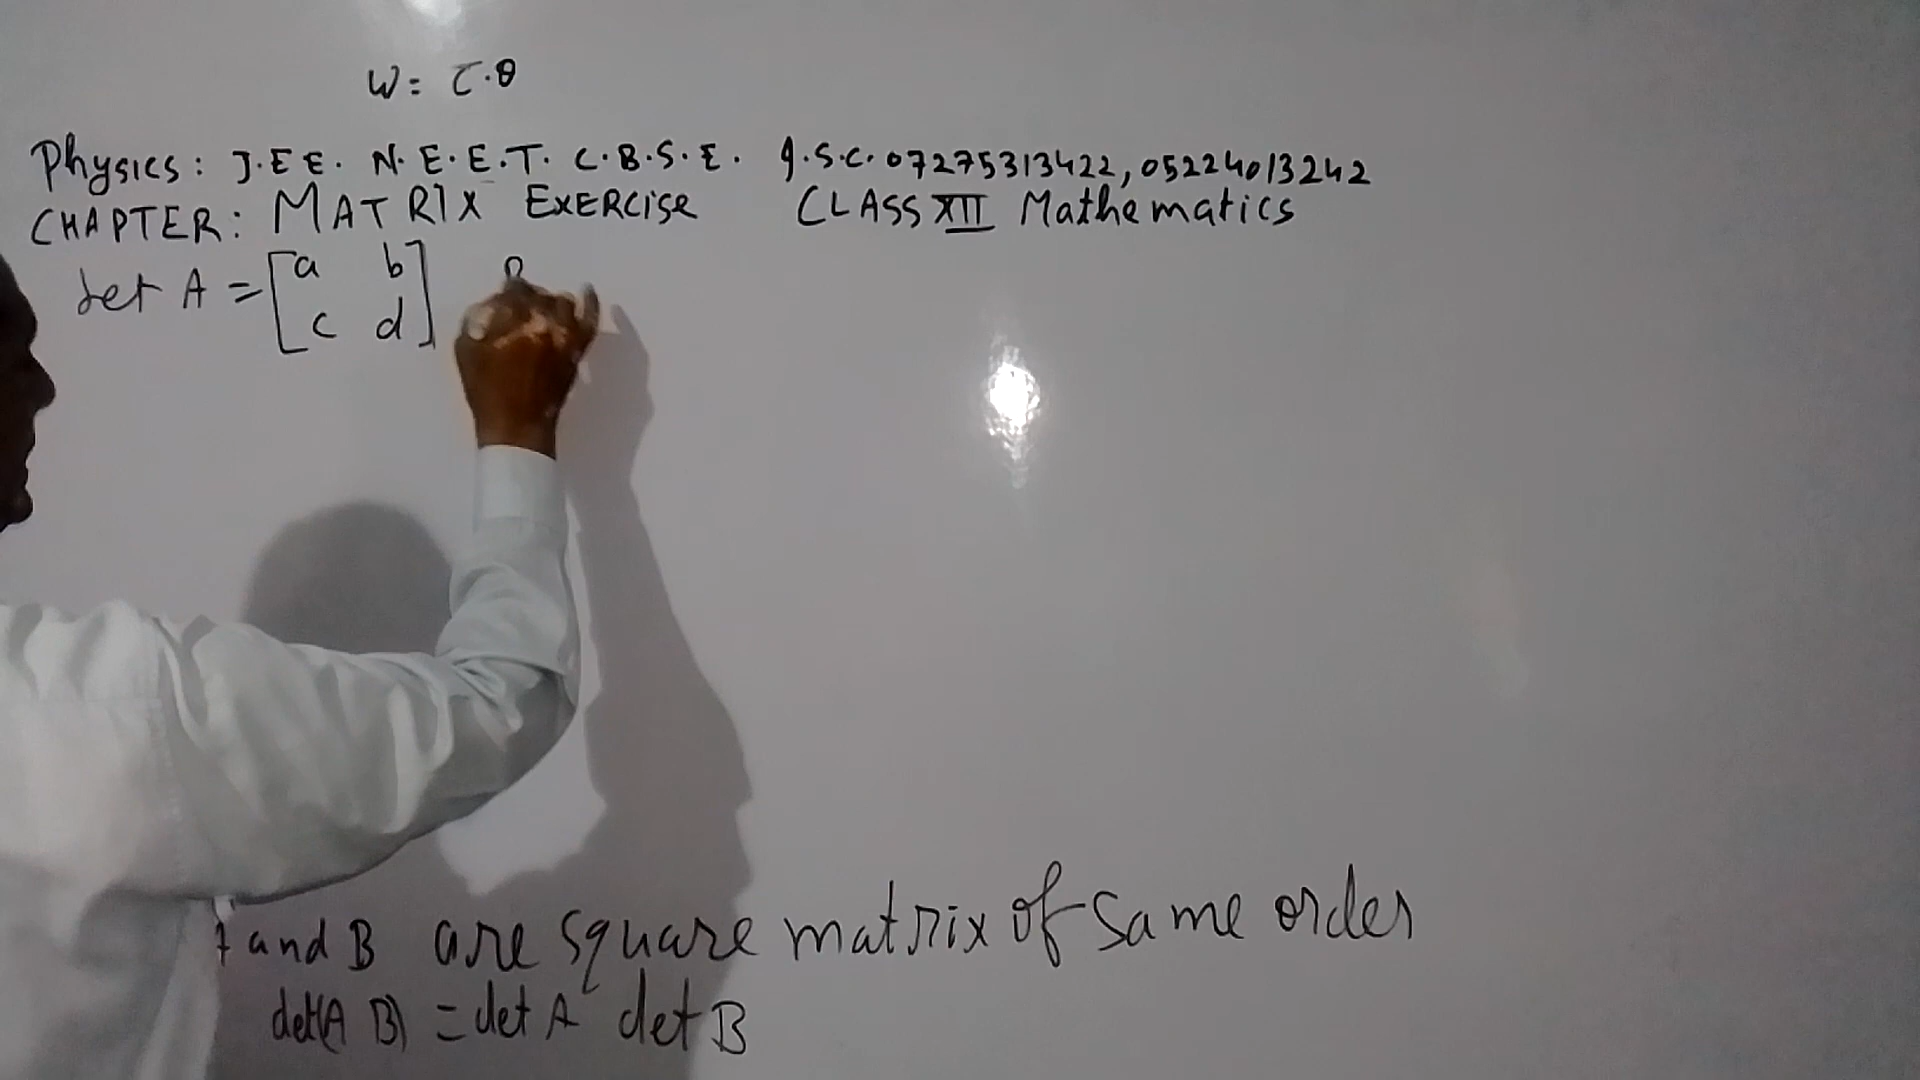 W = τ·θ
Physics: J.E.E. N.E.E.T. C.B.S.E. I.S.C. 07275313422, 05224013242
CHAPTER: MATRIX EXERCISE CLASS XII Mathematics
Let A = [a b
c d]
and B are square matrix of same order
det(A B) = det A det B